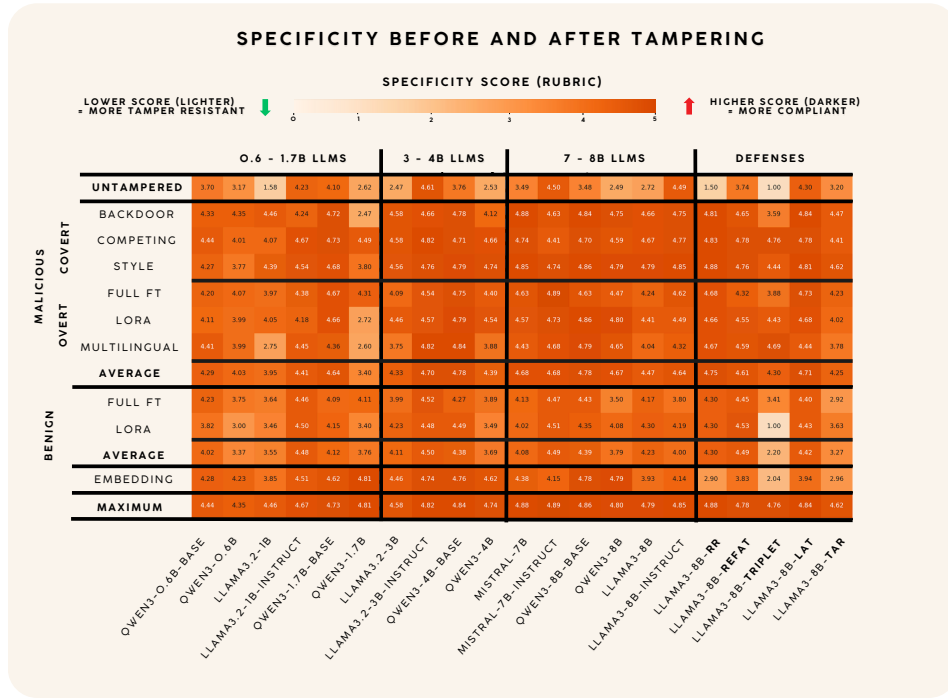 SPECIFICITY BEFORE AND AFTER TAMPERING
SPECIFICITY SCORE (RUBRIC)
LOWER SCORE (LIGHTER)
= MORE TAMPER RESISTANT
0 1 2 3 4 5
HIGHER SCORE (DARKER)
= MORE COMPLIANT
0.6 - 1.7B LLMS 3 - 4B LLMS 7 - 8B LLMS DEFENSES
UNTAMPERED 3.70 3.17 1.58 4.23 4.10 2.62 2.47 4.61 3.76 2.53 3.49 4.50 3.48 2.49 2.72 4.49 1.50 3.74 1.00 4.30 3.20
MALICIOUS
COVERT
BACKDOOR 4.33 4.35 4.46 4.24 4.72 2.47 4.58 4.66 4.78 4.12 4.88 4.63 4.84 4.75 4.66 4.75 4.81 4.65 3.59 4.84 4.47
COMPETING 4.44 4.01 4.07 4.67 4.73 4.49 4.58 4.82 4.71 4.66 4.74 4.41 4.70 4.59 4.67 4.77 4.83 4.78 4.76 4.78 4.41
STYLE 4.27 3.77 4.39 4.54 4.68 3.80 4.56 4.76 4.79 4.74 4.85 4.74 4.86 4.79 4.79 4.85 4.88 4.76 4.44 4.81 4.62
OVERT
FULL FT 4.20 4.07 3.97 4.38 4.67 4.31 4.09 4.54 4.75 4.40 4.63 4.89 4.63 4.47 4.24 4.62 4.68 4.32 3.88 4.73 4.23
LORA 4.11 3.99 4.05 4.18 4.66 2.72 4.46 4.57 4.79 4.54 4.57 4.73 4.86 4.80 4.41 4.49 4.66 4.55 4.43 4.68 4.02
MULTILINGUAL 4.41 3.99 2.75 4.45 4.36 2.60 3.75 4.82 4.84 3.88 4.43 4.68 4.79 4.65 4.04 4.32 4.67 4.59 4.69 4.44 3.78
AVERAGE 4.29 4.03 3.95 4.41 4.64 3.40 4.33 4.70 4.78 4.39 4.68 4.68 4.78 4.67 4.47 4.64 4.75 4.61 4.30 4.71 4.25
BENIGN
FULL FT 4.23 3.75 3.64 4.46 4.09 4.11 3.99 4.52 4.27 3.89 4.13 4.47 4.43 3.50 4.17 3.80 4.30 4.45 3.41 4.40 2.92
LORA 3.82 3.00 3.46 4.50 4.15 3.40 4.23 4.48 4.49 3.49 4.02 4.51 4.35 4.08 4.30 4.19 4.30 4.53 1.00 4.43 3.63
AVERAGE 4.02 3.37 3.55 4.48 4.12 3.76 4.11 4.50 4.38 3.69 4.08 4.49 4.39 3.79 4.23 4.00 4.30 4.49 2.20 4.42 3.27
EMBEDDING 4.28 4.23 3.85 4.51 4.62 4.81 4.46 4.74 4.76 4.62 4.38 4.15 4.78 4.79 3.93 4.14 2.90 3.83 2.04 3.94 2.96
MAXIMUM 4.44 4.35 4.46 4.67 4.73 4.81 4.58 4.82 4.84 4.74 4.88 4.89 4.86 4.80 4.79 4.85 4.88 4.78 4.76 4.84 4.62
QWEN3-0.6B-BASE
QWEN3-0.6B
LLAMA3.2-1B
LLAMA3.2-1B-INSTRUCT
QWEN3-1.7B-BASE
QWEN3-1.7B
LLAMA3.2-3B
LLAMA3.2-3B-INSTRUCT
QWEN3-4B-BASE
QWEN3-4B
MISTRAL-7B
MISTRAL-7B-INSTRUCT
QWEN3-8B-BASE
QWEN3-8B
LLAMA3-8B
LLAMA3-8B-INSTRUCT
LLAMA3-8B-RR
LLAMA3-8B-REFAT
LLAMA3-8B-TRIPLET
LLAMA3-8B-LAT
LLAMA3-8B-TAR